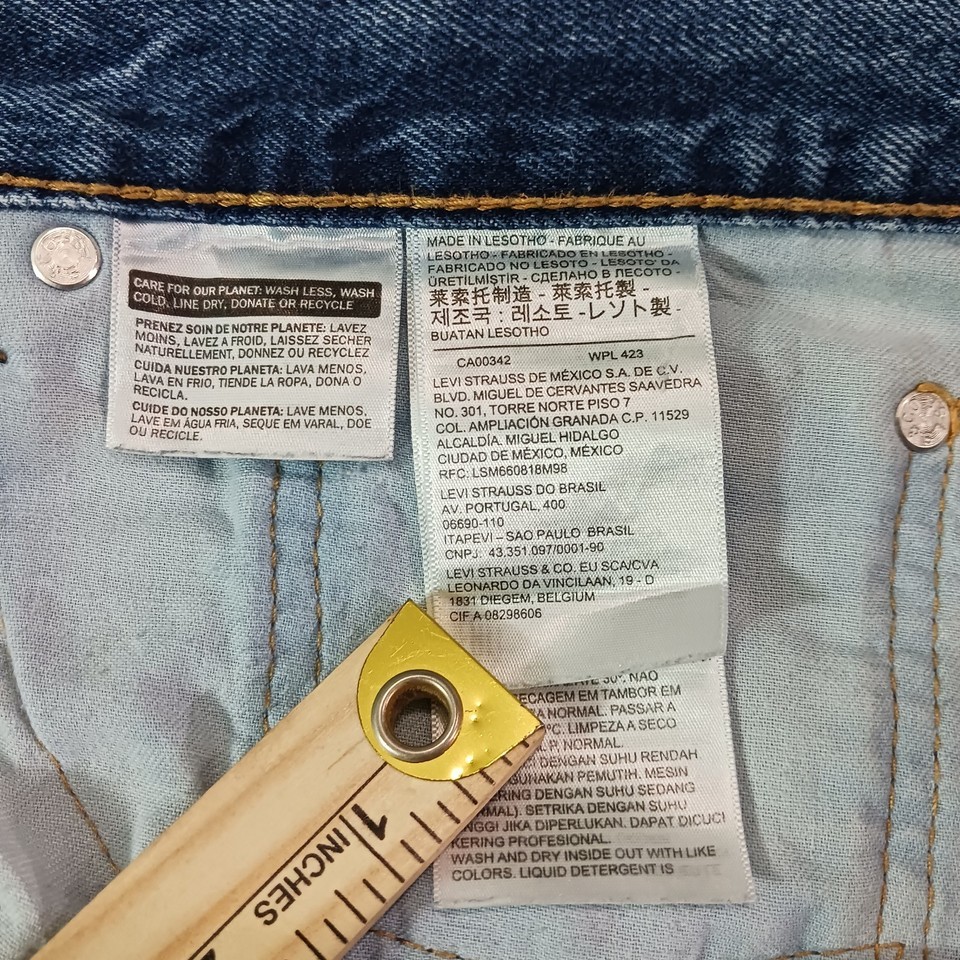 CARE FOR OUR PLANET: WASH LESS, WASH
COLD, LINE DRY, DONATE OR RECYCLE
PRENEZ SOIN DE NOTRE PLANETE: LAVEZ
MOINS, LAVEZ A FROID, LAISSEZ SECHER
NATURELLEMENT, DONNEZ OU RECYCLEZ
CUIDA NUESTRO PLANETA: LAVA MENOS,
LAVA EN FRIO, TIENDE LA ROPA, DONA O
RECICLA.
CUIDE DO NOSSO PLANETA: LAVE MENOS,
LAVE EM ÁGUA FRIA, SEQUE EM VARAL, DOE
OU RECICLE.
MADE IN LESOTHO - FABRIQUE AU
LESOTHO - FABRICADO EN LESOTHO -
FABRICADO NO LESOTO - LESOTO' DA
ÜRETİLMİŞTİR - СДЕЛАНО В ЛЕСОТО -
莱索托制造 - 萊索托製 -
제조국 : 레소토 -レソト製 -
BUATAN LESOTHO
CA00342 WPL 423
LEVI STRAUSS DE MÉXICO S.A. DE C.V.
BLVD. MIGUEL DE CERVANTES SAAVEDRA
NO. 301, TORRE NORTE PISO 7
COL. AMPLIACIÓN GRANADA C.P. 11529
ALCALDÍA. MIGUEL HIDALGO
CIUDAD DE MÉXICO, MÉXICO
RFC: LSM660818M98
LEVI STRAUSS DO BRASIL
AV. PORTUGAL, 400
06690-110
ITAPEVI – SAO PAULO BRASIL
CNPJ: 43.351.097/0001-90
LEVI STRAUSS & CO. EU SCA/CVA
LEONARDO DA VINCILAAN, 19 - D
1831 DIEGEM, BELGIUM
CIF A 08298606
30°. NAO
ECAGEM EM TAMBOR EM
A NORMAL. PASSAR A
°C. LIMPEZA A SECO
P. NORMAL.
DENGAN SUHU RENDAH
GUNAKAN PEMUTIH. MESIN
ERING DENGAN SUHU SEDANG
MAL). SETRIKA DENGAN SUHU
NGGI JIKA DIPERLUKAN. DAPAT DICUCI
KERING PROFESIONAL.
WASH AND DRY INSIDE OUT WITH LIKE
COLORS. LIQUID DETERGENT IS
1
INCHES